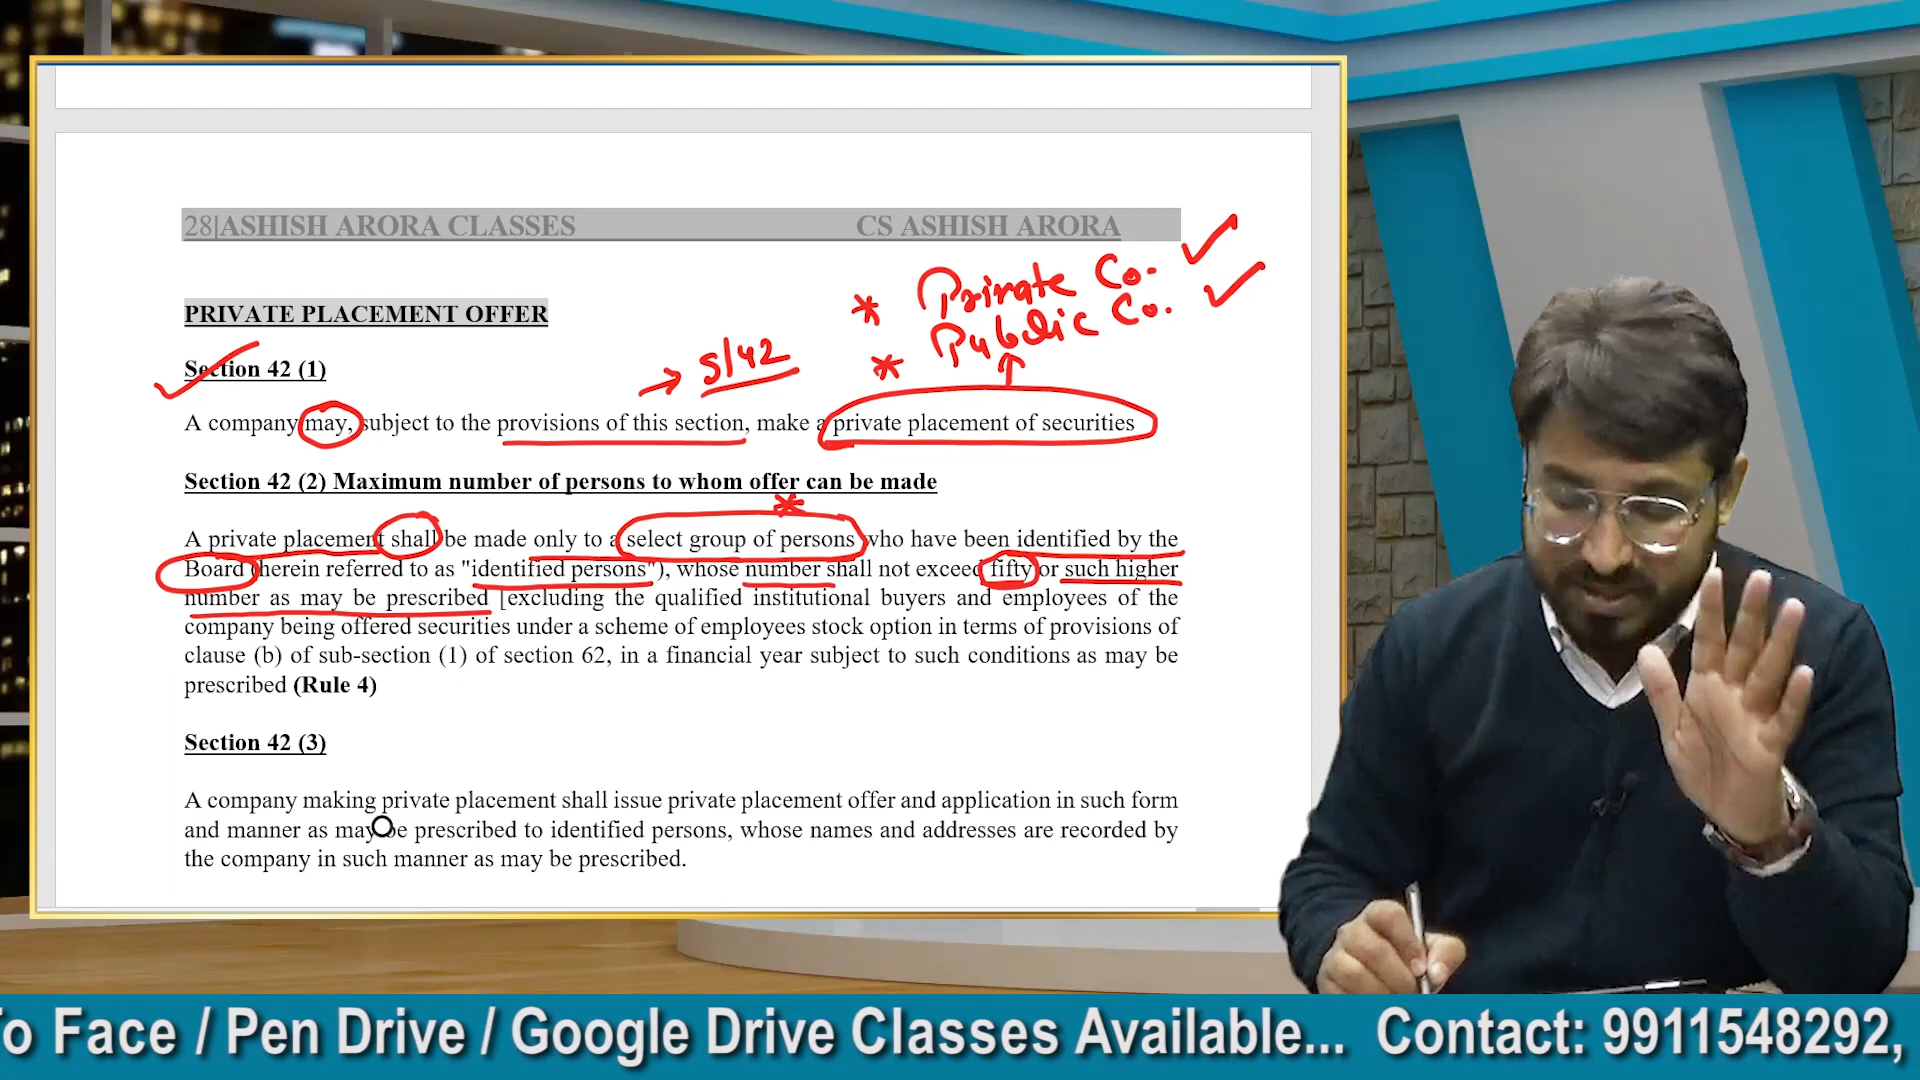 28|ASHISH ARORA CLASSES CS ASHISH ARORA
* Private Co.
* Public Co.
PRIVATE PLACEMENT OFFER
→ S/42
Section 42 (1)
A company may, subject to the provisions of this section, make a private placement of securities
Section 42 (2) Maximum number of persons to whom offer can be made
A private placement shall be made only to a select group of persons who have been identified by the
Board (herein referred to as "identified persons"), whose number shall not exceed fifty or such higher
number as may be prescribed [excluding the qualified institutional buyers and employees of the
company being offered securities under a scheme of employees stock option in terms of provisions of
clause (b) of sub-section (1) of section 62, in a financial year subject to such conditions as may be
prescribed (Rule 4)
Section 42 (3)
A company making private placement shall issue private placement offer and application in such form
and manner as may be prescribed to identified persons, whose names and addresses are recorded by
the company in such manner as may be prescribed.
To Face / Pen Drive / Google Drive Classes Available... Contact: 9911548292,